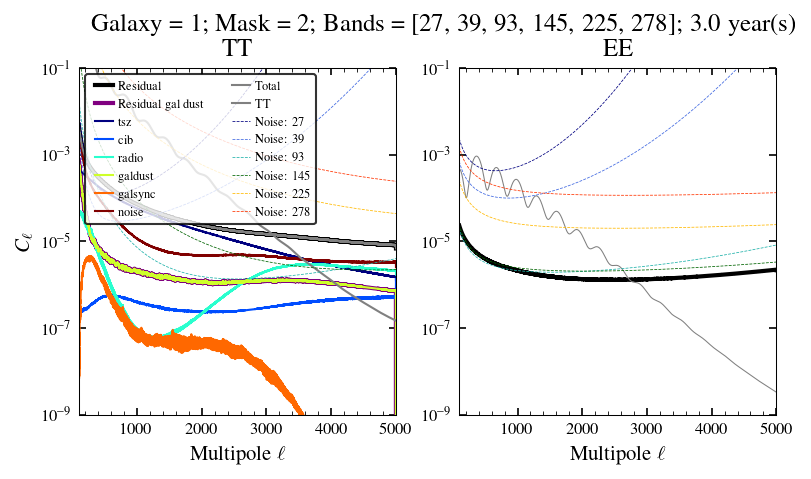 Galaxy = 1; Mask = 2; Bands = [27, 39, 93, 145, 225, 278]; 3.0 year(s)
TT
EE
10⁻¹
10⁻³
10⁻⁵
10⁻⁷
10⁻⁹
C_ℓ
Residual
Residual gal dust
tsz
cib
radio
galdust
galsync
noise
Total
TT
Noise: 27
Noise: 39
Noise: 93
Noise: 145
Noise: 225
Noise: 278
1000 2000 3000 4000 5000
Multipole ℓ
10⁻¹
10⁻³
10⁻⁵
10⁻⁷
10⁻⁹
1000 2000 3000 4000 5000
Multipole ℓ